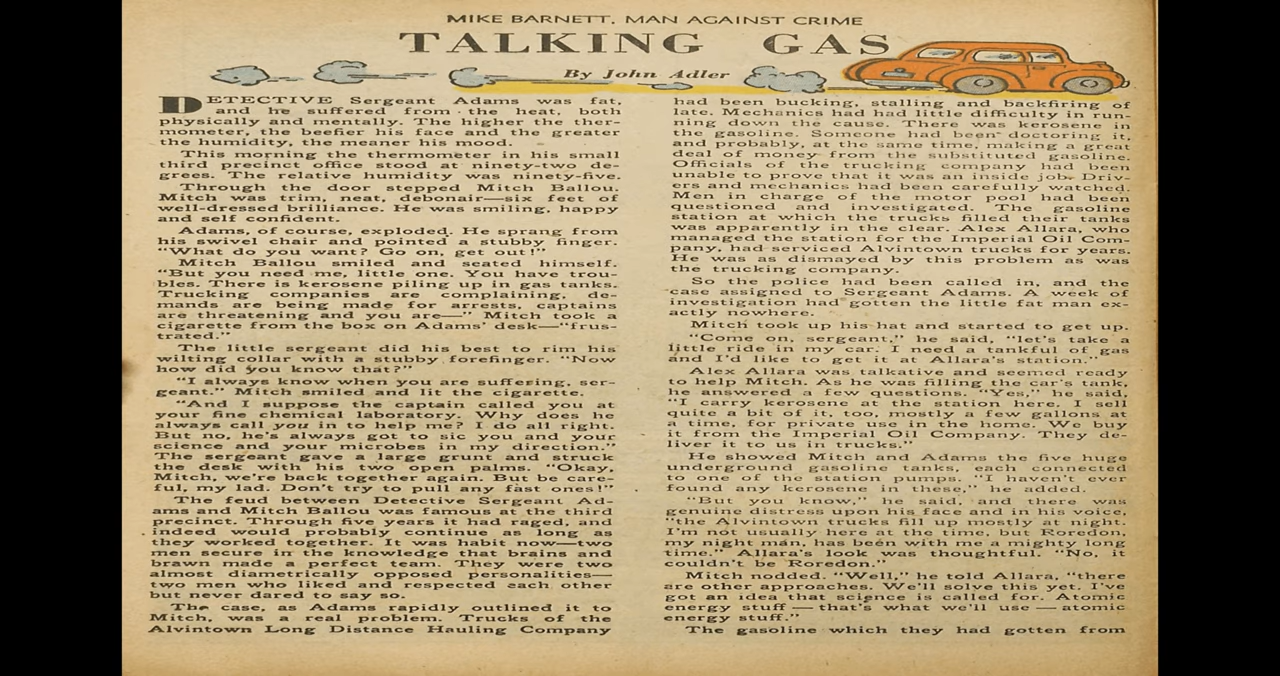 MIKE BARNETT, MAN AGAINST CRIME
TALKING GAS
By John Adler
DETECTIVE Sergeant Adams was fat,
and he suffered from the heat, both
physically and mentally. The higher the ther-
mometer, the beefier his face and the greater
the humidity, the meaner his mood.
This morning the thermometer in his small
third precinct office stood at ninety-two de-
grees. The relative humidity was ninety-five.
Through the door stepped Mitch Ballou.
Mitch was trim, neat, debonair—six feet of
well-dressed brilliance. He was smiling, happy
and self confident.
Adams, of course, exploded. He sprang from
his swivel chair and pointed a stubby finger.
"What do you want? Go on, get out!"
Mitch Ballou smiled and seated himself.
"But you need me, little one. You have trou-
bles. There is kerosene piling up in gas tanks.
Trucking companies are complaining, de-
mands are being made for arrests, captains
are threatening and you are—" Mitch took a
cigarette from the box on Adams' desk—"frus-
trated."
The little sergeant did his best to rim his
wilting collar with a stubby forefinger. "Now
how did you know that?"
"I always know when you are suffering, ser-
geant." Mitch smiled and lit the cigarette.
"And I suppose the captain called you at
your fine chemical laboratory. Why does he
always call you in to help me? I do all right.
But no, he's always got to sic you and your
science and your microbes in my direction."
The sergeant gave a large grunt and struck
the desk with his two open palms. "Okay,
Mitch, we're back together again. But be care-
ful, my lad. Don't try to pull any fast ones!"
The feud between Detective Sergeant Ad-
ams and Mitch Ballou was famous at the third
precinct. Through five years it had raged, and
indeed would probably continue as long as
they worked together. It was habit now—two
men secure in the knowledge that brains and
brawn made a perfect team. They were two
almost diametrically opposed personalities—
two men who liked and respected each other
but never dared to say so.
The case, as Adams rapidly outlined it to
Mitch, was a real problem. Trucks of the
Alvintown Long Distance Hauling Company
had been bucking, stalling and backfiring of
late. Mechanics had had little difficulty in run-
ning down the cause. There was kerosene in
the gasoline. Someone had been doctoring it,
and probably, at the same time, making a great
deal of money from the substituted gasoline.
Officials of the trucking company had been
unable to prove that it was an inside job. Driv-
ers and mechanics had been carefully watched.
Men in charge of the motor pool had been
questioned and investigated. The gasoline
station at which the trucks filled their tanks
was apparently in the clear. Alex Allara, who
managed the station for the Imperial Oil Com-
pany, had serviced Alvintown trucks for years.
He was as dismayed by this problem as was
the trucking company.
So the police had been called in, and the
case assigned to Sergeant Adams. A week of
investigation had gotten the little fat man ex-
actly nowhere.
Mitch took up his hat and started to get up.
"Come on, sergeant," he said, "let's take a
little ride in my car. I need a tankful of gas
and I'd like to get it at Allara's station."
Alex Allara was talkative and seemed ready
to help Mitch. As he was filling the car's tank,
he answered a few questions. "Yes," he said,
"I carry kerosene at the station here. I sell
quite a bit of it, too, mostly a few gallons at
a time, for private use in the home. We buy
it from the Imperial Oil Company. They de-
liver it to us in trucks."
He showed Mitch and Adams the five huge
underground gasoline tanks, each connected
to one of the station pumps. "I haven't ever
found any kerosene in these," he added.
"But you know," he said, and there was
genuine distress upon his face and in his voice,
"the Alvintown trucks fill up mostly at night.
I'm not usually here at the time, but Roredon,
my night man, has been with me a mighty long
time." Allara's look was thoughtful. "No, it
couldn't be Roredon."
Mitch nodded. "Well," he told Allara, "there
are other approaches. We'll solve this yet. I've
got an idea that science is called for. Atomic
energy stuff — that's what we'll use — atomic
energy stuff."
The gasoline which they had gotten from